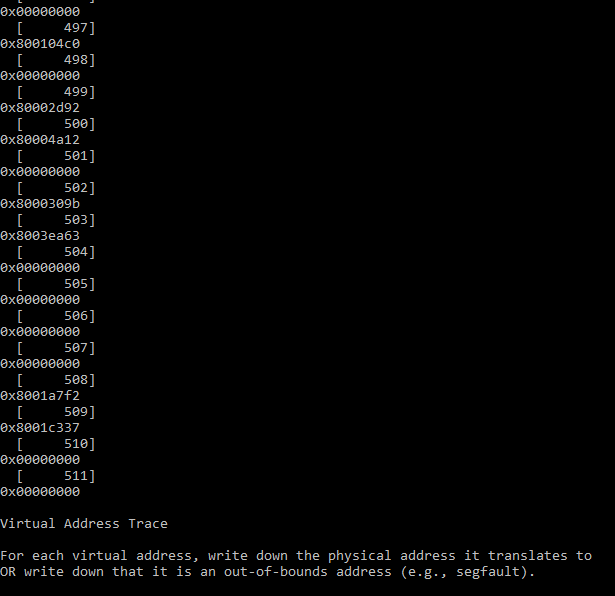 0x00000000
  [     497]
0x800104c0
  [     498]
0x00000000
  [     499]
0x80002d92
  [     500]
0x80004a12
  [     501]
0x00000000
  [     502]
0x8000309b
  [     503]
0x8003ea63
  [     504]
0x00000000
  [     505]
0x00000000
  [     506]
0x00000000
  [     507]
0x00000000
  [     508]
0x8001a7f2
  [     509]
0x8001c337
  [     510]
0x00000000
  [     511]
0x00000000
Virtual Address Trace
For each virtual address, write down the physical address it translates to
OR write down that it is an out-of-bounds address (e.g., segfault).